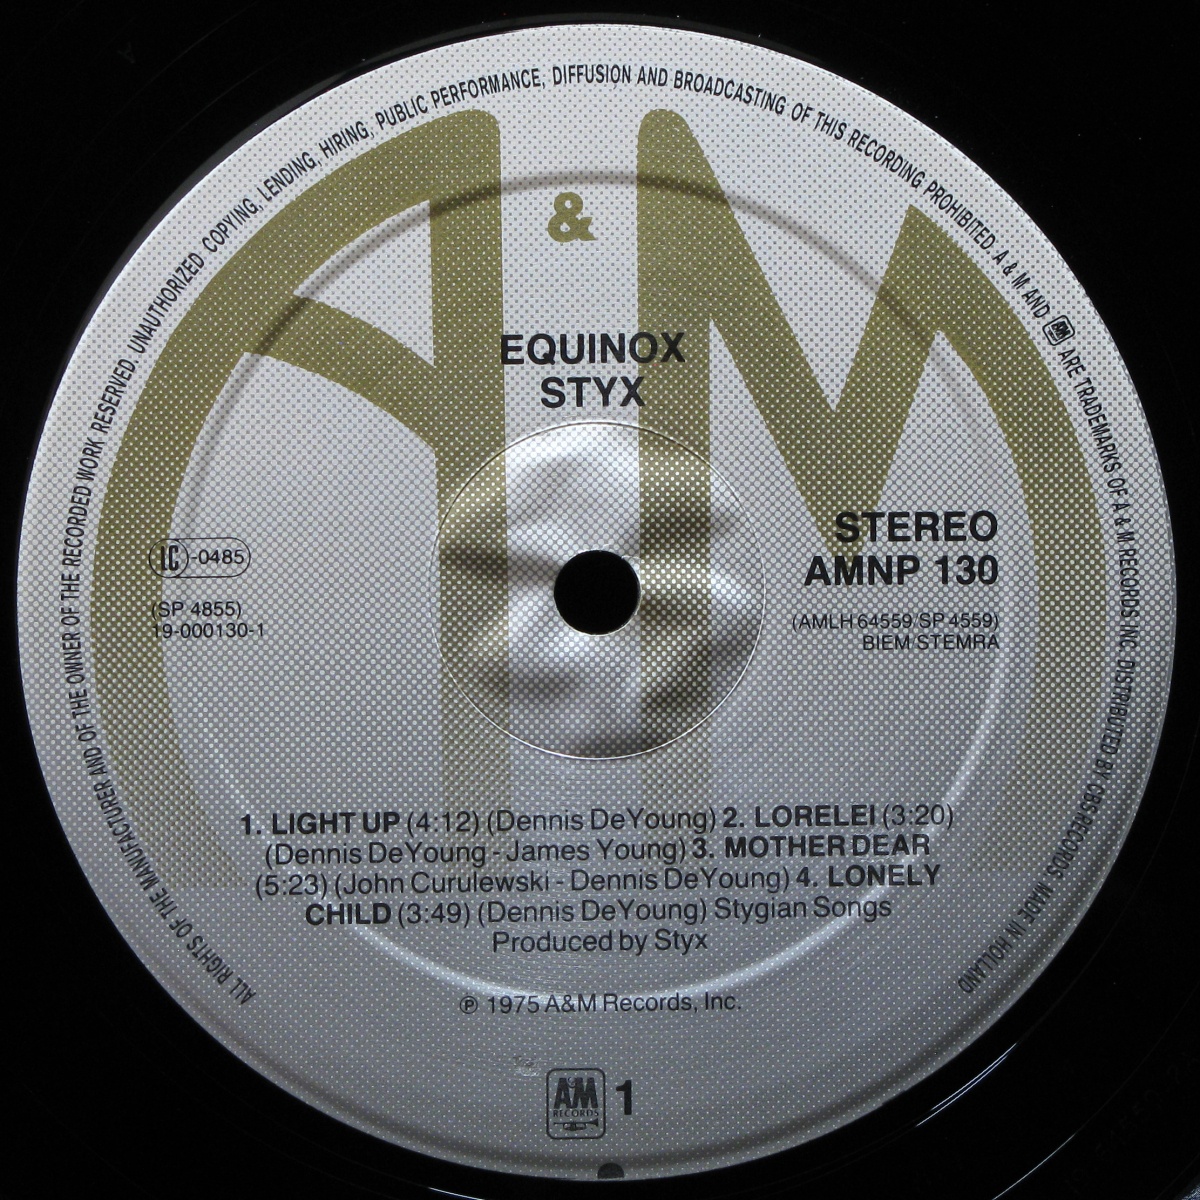 ALL RIGHTS OF THE MANUFACTURER AND OF THE OWNER OF THE RECORDED WORK RESERVED. UNAUTHORIZED COPYING, LENDING, HIRING, PUBLIC PERFORMANCE, DIFFUSION AND BROADCASTING OF THIS RECORDING PROHIBITED. A & M AND AM ARE TRADEMARKS OF A & M RECORDS INC. DISTRIBUTED BY CBS RECORDS. MADE IN HOLLAND
A & M
EQUINOX
STYX
LC-0485
(SP 4855)
19-000130-1
STEREO
AMNP 130
(AMLH 64559/SP 4559)
BIEM/STEMRA
1. LIGHT UP (4:12) (Dennis DeYoung) 2. LORELEI (3:20)
(Dennis DeYoung - James Young) 3. MOTHER DEAR
(5:23) (John Curulewski - Dennis DeYoung) 4. LONELY
CHILD (3:49) (Dennis DeYoung) Stygian Songs
Produced by Styx
℗ 1975 A&M Records, Inc.
AM 1
RECORDS